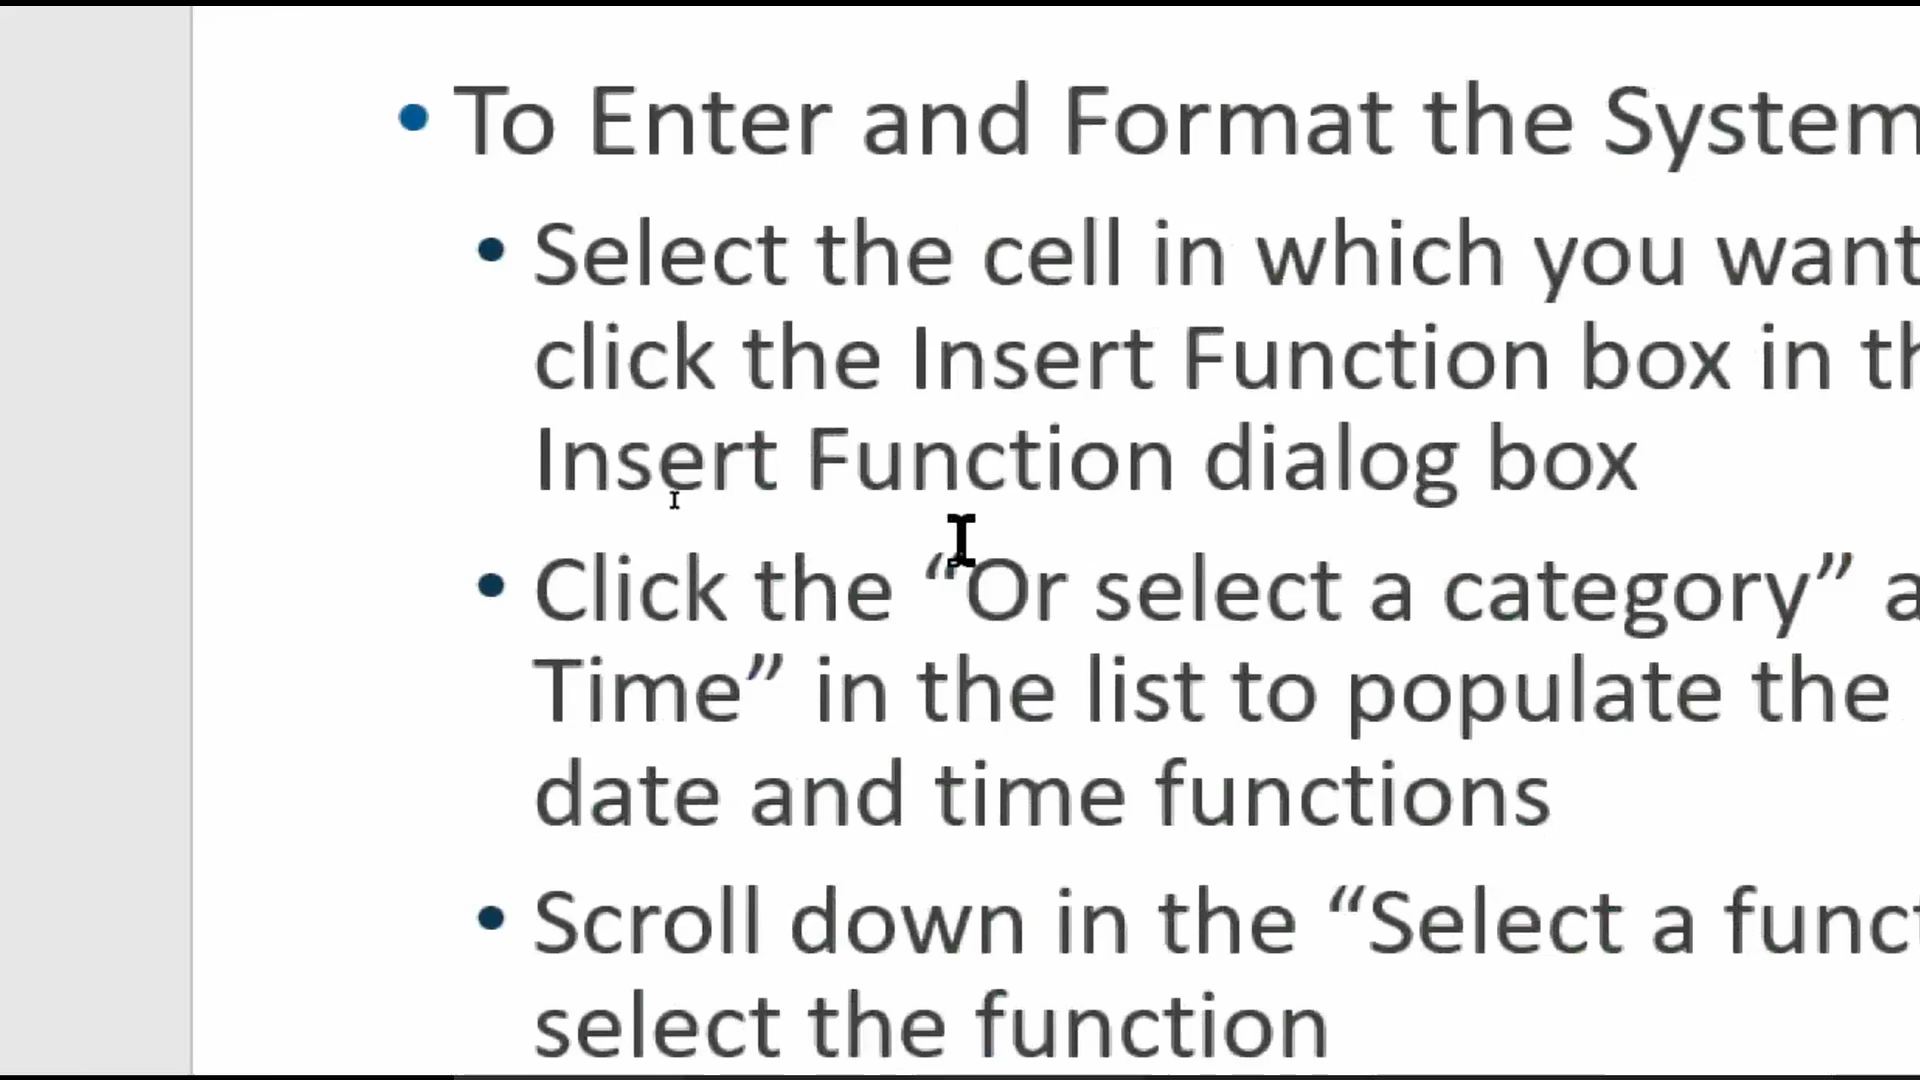 • To Enter and Format the System
• Select the cell in which you want
click the Insert Function box in th
Insert Function dialog box
• Click the “Or select a category” a
Time” in the list to populate the
date and time functions
• Scroll down in the “Select a funct
select the function